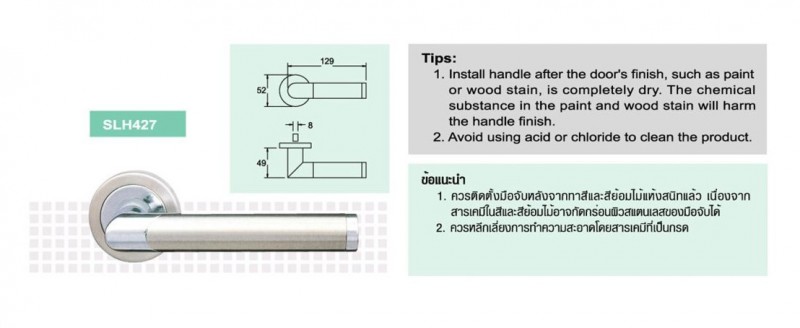 SLH427
129
52
8
49
Tips:
1. Install handle after the door's finish, such as paint
or wood stain, is completely dry. The chemical
substance in the paint and wood stain will harm
the handle finish.
2. Avoid using acid or chloride to clean the product.
ข้อแนะนำ
1. ควรติดตั้งมือจับหลังจากทาสีและสีย้อมไม้แห้งสนิทแล้ว เนื่องจาก
สารเคมีในสีและสีย้อมไม้อาจกัดกร่อนผิวสแตนเลสของมือจับได้
2. ควรหลีกเลี่ยงการทำความสะอาดโดยสารเคมีที่เป็นกรด